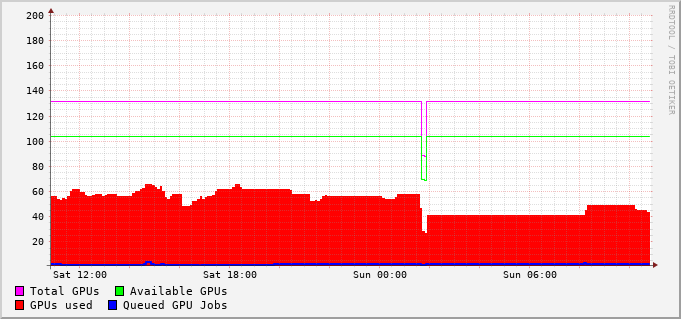 200
180
160
140
120
100
80
60
40
20
Sat 12:00 Sat 18:00 Sun 00:00 Sun 06:00
Total GPUs Available GPUs
GPUs used Queued GPU Jobs
RRDTOOL / TOBI OETIKER